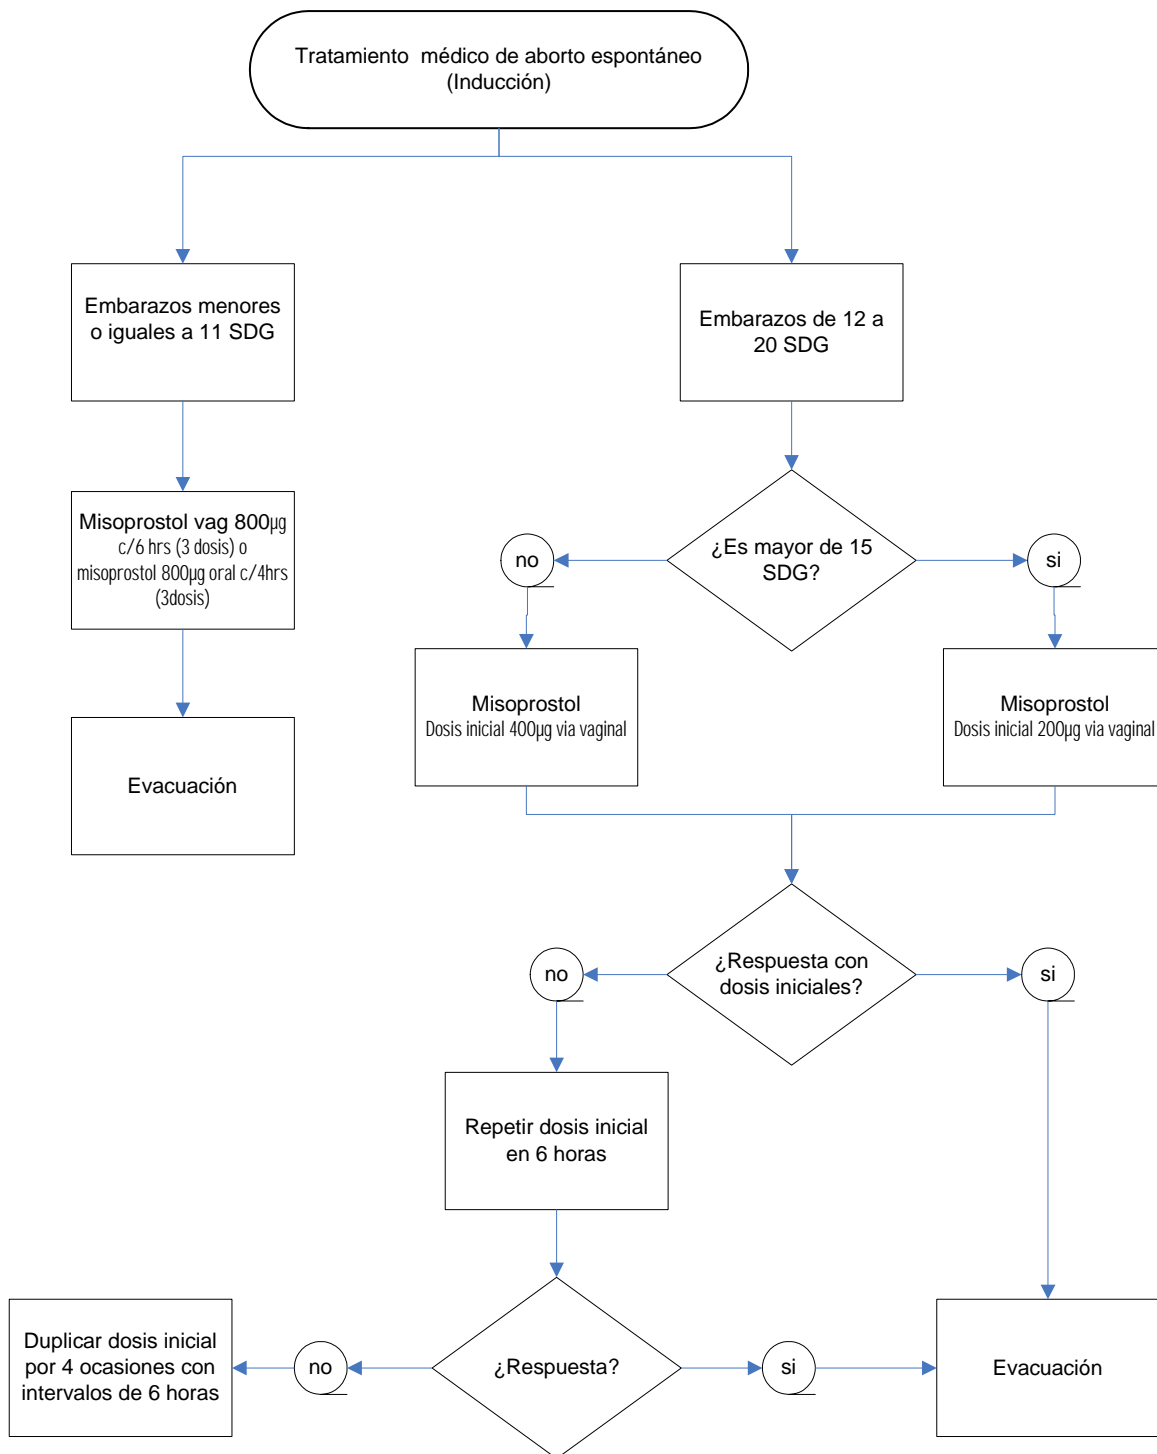 Tratamiento  médico de aborto espontáneo
(Inducción)
Embarazos menores
o iguales a 11 SDG
Embarazos de 12 a
20 SDG
Misoprostol vag 800µg
c/6 hrs (3 dosis) o
misoprostol 800µg oral c/4hrs
(3dosis)
¿Es mayor de 15
SDG?
no
si
Misoprostol
Dosis inicial 400µg via vaginal
Misoprostol
Dosis inicial 200µg via vaginal
Evacuación
¿Respuesta con
dosis iniciales?
no
si
Repetir dosis inicial
en 6 horas
Duplicar dosis inicial
por 4 ocasiones con
intervalos de 6 horas
no
¿Respuesta?
si
Evacuación